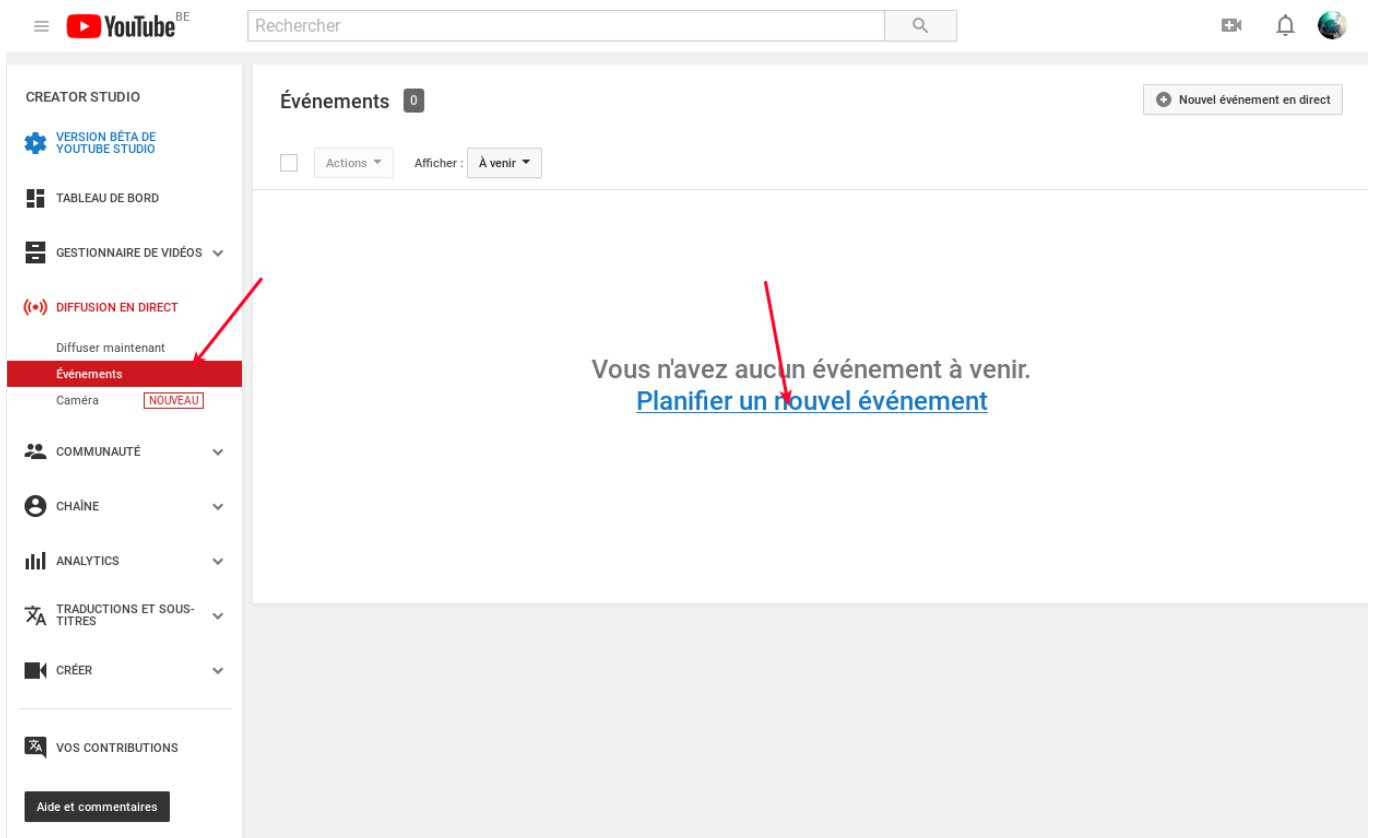 YouTube BE
Rechercher
CREATOR STUDIO
VERSION BÊTA DE
YOUTUBE STUDIO
TABLEAU DE BORD
GESTIONNAIRE DE VIDÉOS
DIFFUSION EN DIRECT
Diffuser maintenant
Événements
Caméra NOUVEAU
COMMUNAUTÉ
CHAÎNE
ANALYTICS
TRADUCTIONS ET SOUS-
TITRES
CRÉER
VOS CONTRIBUTIONS
Aide et commentaires
Événements 0
Nouvel événement en direct
Actions Afficher : À venir
Vous n'avez aucun événement à venir.
Planifier un nouvel événement